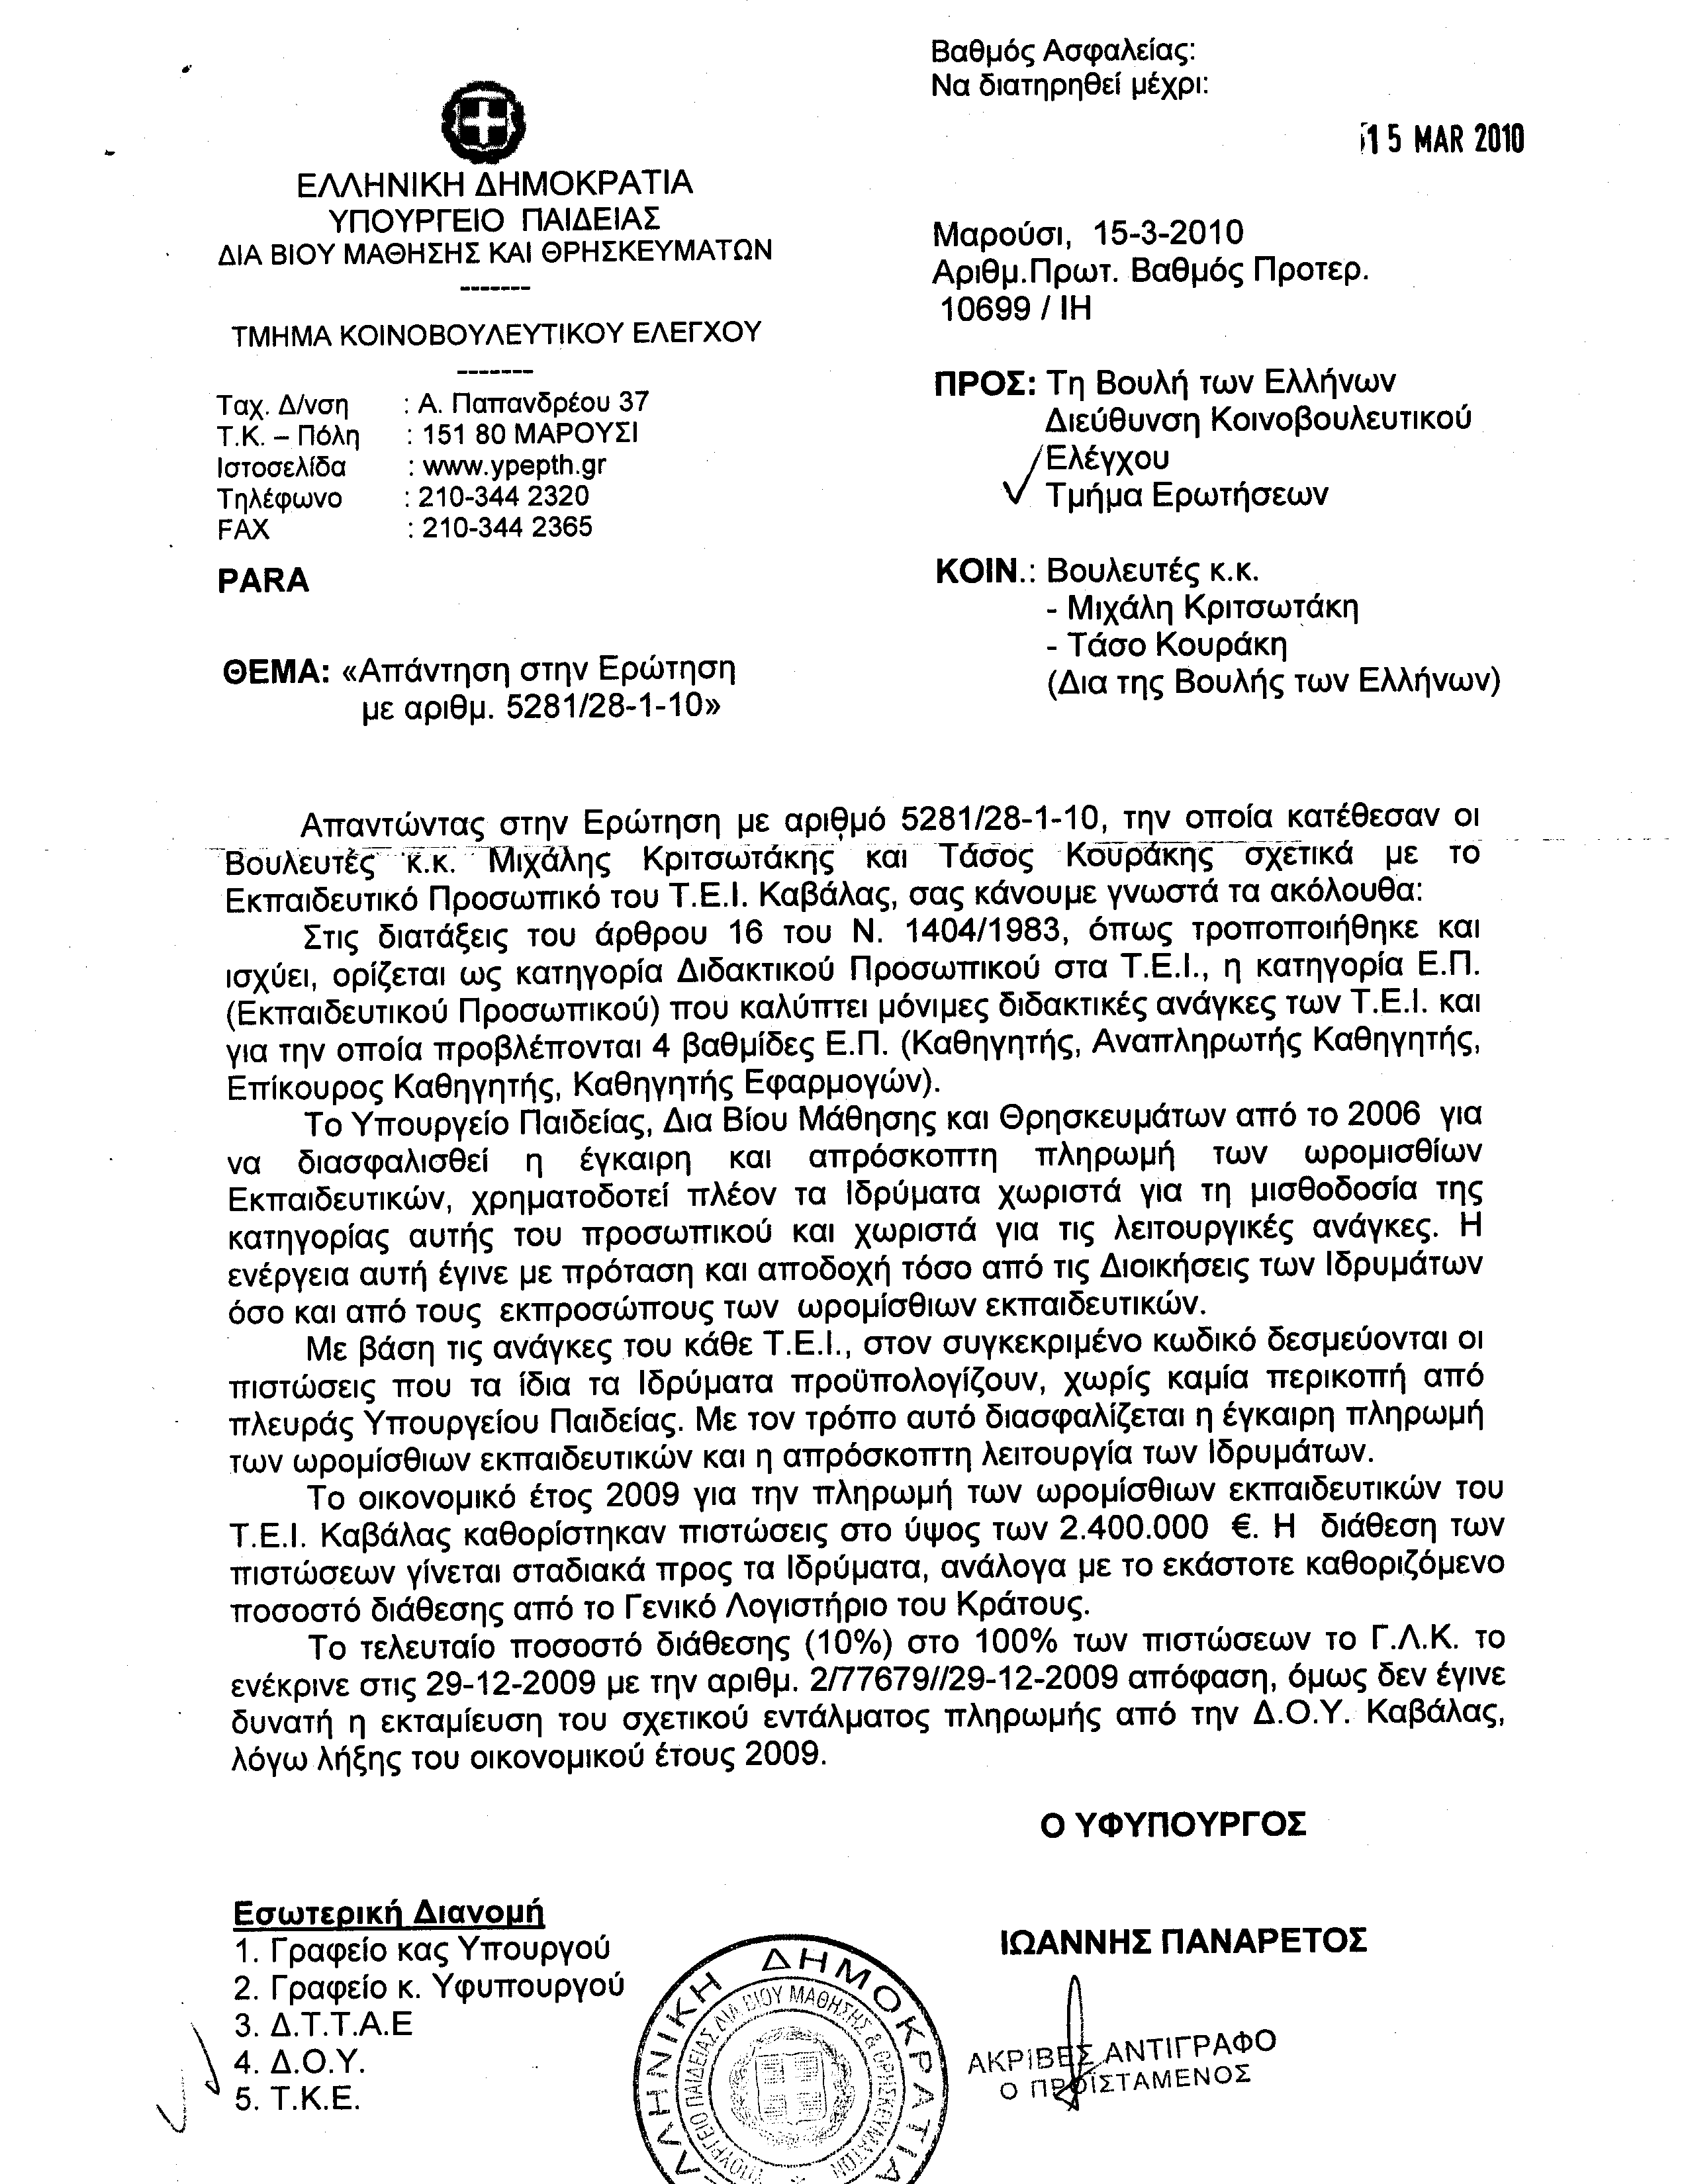 Βαθμός Ασφαλείας:
Να διατηρηθεί μέχρι:
15 MAR 2010
ΕΛΛΗΝΙΚΗ ΔΗΜΟΚΡΑΤΙΑ
ΥΠΟΥΡΓΕΙΟ ΠΑΙΔΕΙΑΣ
ΔΙΑ ΒΙΟΥ ΜΑΘΗΣΗΣ ΚΑΙ ΘΡΗΣΚΕΥΜΑΤΩΝ
-------
ΤΜΗΜΑ ΚΟΙΝΟΒΟΥΛΕΥΤΙΚΟΥ ΕΛΕΓΧΟΥ
-------
Ταχ. Δ/νση : Α. Παπανδρέου 37
Τ.Κ. – Πόλη : 151 80 ΜΑΡΟΥΣΙ
Ιστοσελίδα : www.ypepth.gr
Τηλέφωνο : 210-344 2320
FAX : 210-344 2365
PARA
ΘΕΜΑ: «Απάντηση στην Ερώτηση
με αριθμ. 5281/28-1-10»
Μαρούσι, 15-3-2010
Αριθμ.Πρωτ. Βαθμός Προτερ.
10699 / ΙΗ
ΠΡΟΣ: Τη Βουλή των Ελλήνων
Διεύθυνση Κοινοβουλευτικού
Ελέγχου
Τμήμα Ερωτήσεων
ΚΟΙΝ.: Βουλευτές κ.κ.
- Μιχάλη Κριτσωτάκη
- Τάσο Κουράκη
(Δια της Βουλής των Ελλήνων)
Απαντώντας στην Ερώτηση με αριθμό 5281/28-1-10, την οποία κατέθεσαν οι
Βουλευτές κ.κ. Μιχάλης Κριτσωτάκης και Τάσος Κουράκης σχετικά με το
Εκπαιδευτικό Προσωπικό του Τ.Ε.Ι. Καβάλας, σας κάνουμε γνωστά τα ακόλουθα:
Στις διατάξεις του άρθρου 16 του Ν. 1404/1983, όπως τροποποιήθηκε και
ισχύει, ορίζεται ως κατηγορία Διδακτικού Προσωπικού στα Τ.Ε.Ι., η κατηγορία Ε.Π.
(Εκπαιδευτικού Προσωπικού) που καλύπτει μόνιμες διδακτικές ανάγκες των Τ.Ε.Ι. και
για την οποία προβλέπονται 4 βαθμίδες Ε.Π. (Καθηγητής, Αναπληρωτής Καθηγητής,
Επίκουρος Καθηγητής, Καθηγητής Εφαρμογών).
Το Υπουργείο Παιδείας, Δια Βίου Μάθησης και Θρησκευμάτων από το 2006 για
να διασφαλισθεί η έγκαιρη και απρόσκοπτη πληρωμή των ωρομισθίων
Εκπαιδευτικών, χρηματοδοτεί πλέον τα Ιδρύματα χωριστά για τη μισθοδοσία της
κατηγορίας αυτής του προσωπικού και χωριστά για τις λειτουργικές ανάγκες. Η
ενέργεια αυτή έγινε με πρόταση και αποδοχή τόσο από τις Διοικήσεις των Ιδρυμάτων
όσο και από τους εκπροσώπους των ωρομίσθιων εκπαιδευτικών.
Με βάση τις ανάγκες του κάθε Τ.Ε.Ι., στον συγκεκριμένο κωδικό δεσμεύονται οι
πιστώσεις που τα ίδια τα Ιδρύματα προϋπολογίζουν, χωρίς καμία περικοπή από
πλευράς Υπουργείου Παιδείας. Με τον τρόπο αυτό διασφαλίζεται η έγκαιρη πληρωμή
των ωρομίσθιων εκπαιδευτικών και η απρόσκοπτη λειτουργία των Ιδρυμάτων.
Το οικονομικό έτος 2009 για την πληρωμή των ωρομίσθιων εκπαιδευτικών του
Τ.Ε.Ι. Καβάλας καθορίστηκαν πιστώσεις στο ύψος των 2.400.000 €. Η διάθεση των
πιστώσεων γίνεται σταδιακά προς τα Ιδρύματα, ανάλογα με το εκάστοτε καθοριζόμενο
ποσοστό διάθεσης από το Γενικό Λογιστήριο του Κράτους.
Το τελευταίο ποσοστό διάθεσης (10%) στο 100% των πιστώσεων το Γ.Λ.Κ. το
ενέκρινε στις 29-12-2009 με την αριθμ. 2/77679//29-12-2009 απόφαση, όμως δεν έγινε
δυνατή η εκταμίευση του σχετικού εντάλματος πληρωμής από την Δ.Ο.Υ. Καβάλας,
λόγω λήξης του οικονομικού έτους 2009.
Ο ΥΦΥΠΟΥΡΓΟΣ
ΙΩΑΝΝΗΣ ΠΑΝΑΡΕΤΟΣ
Εσωτερική Διανομή
1. Γραφείο κας Υπουργού
2. Γραφείο κ. Υφυπουργού
3. Δ.Τ.Τ.Α.Ε
4. Δ.Ο.Υ.
5. Τ.Κ.Ε.
ΕΛΛΗΝΙΚΗ ΔΗΜΟΚΡΑΤΙΑ
ΥΠΟΥΡΓΕΙΟ ΠΑΙΔΕΙΑΣ ΔΙΑ ΒΙΟΥ ΜΑΘΗΣΗΣ & ΘΡΗΣΚΕΥΜΑΤΩΝ
ΑΚΡΙΒΕΣ ΑΝΤΙΓΡΑΦΟ
Ο ΠΡΟΪΣΤΑΜΕΝΟΣ